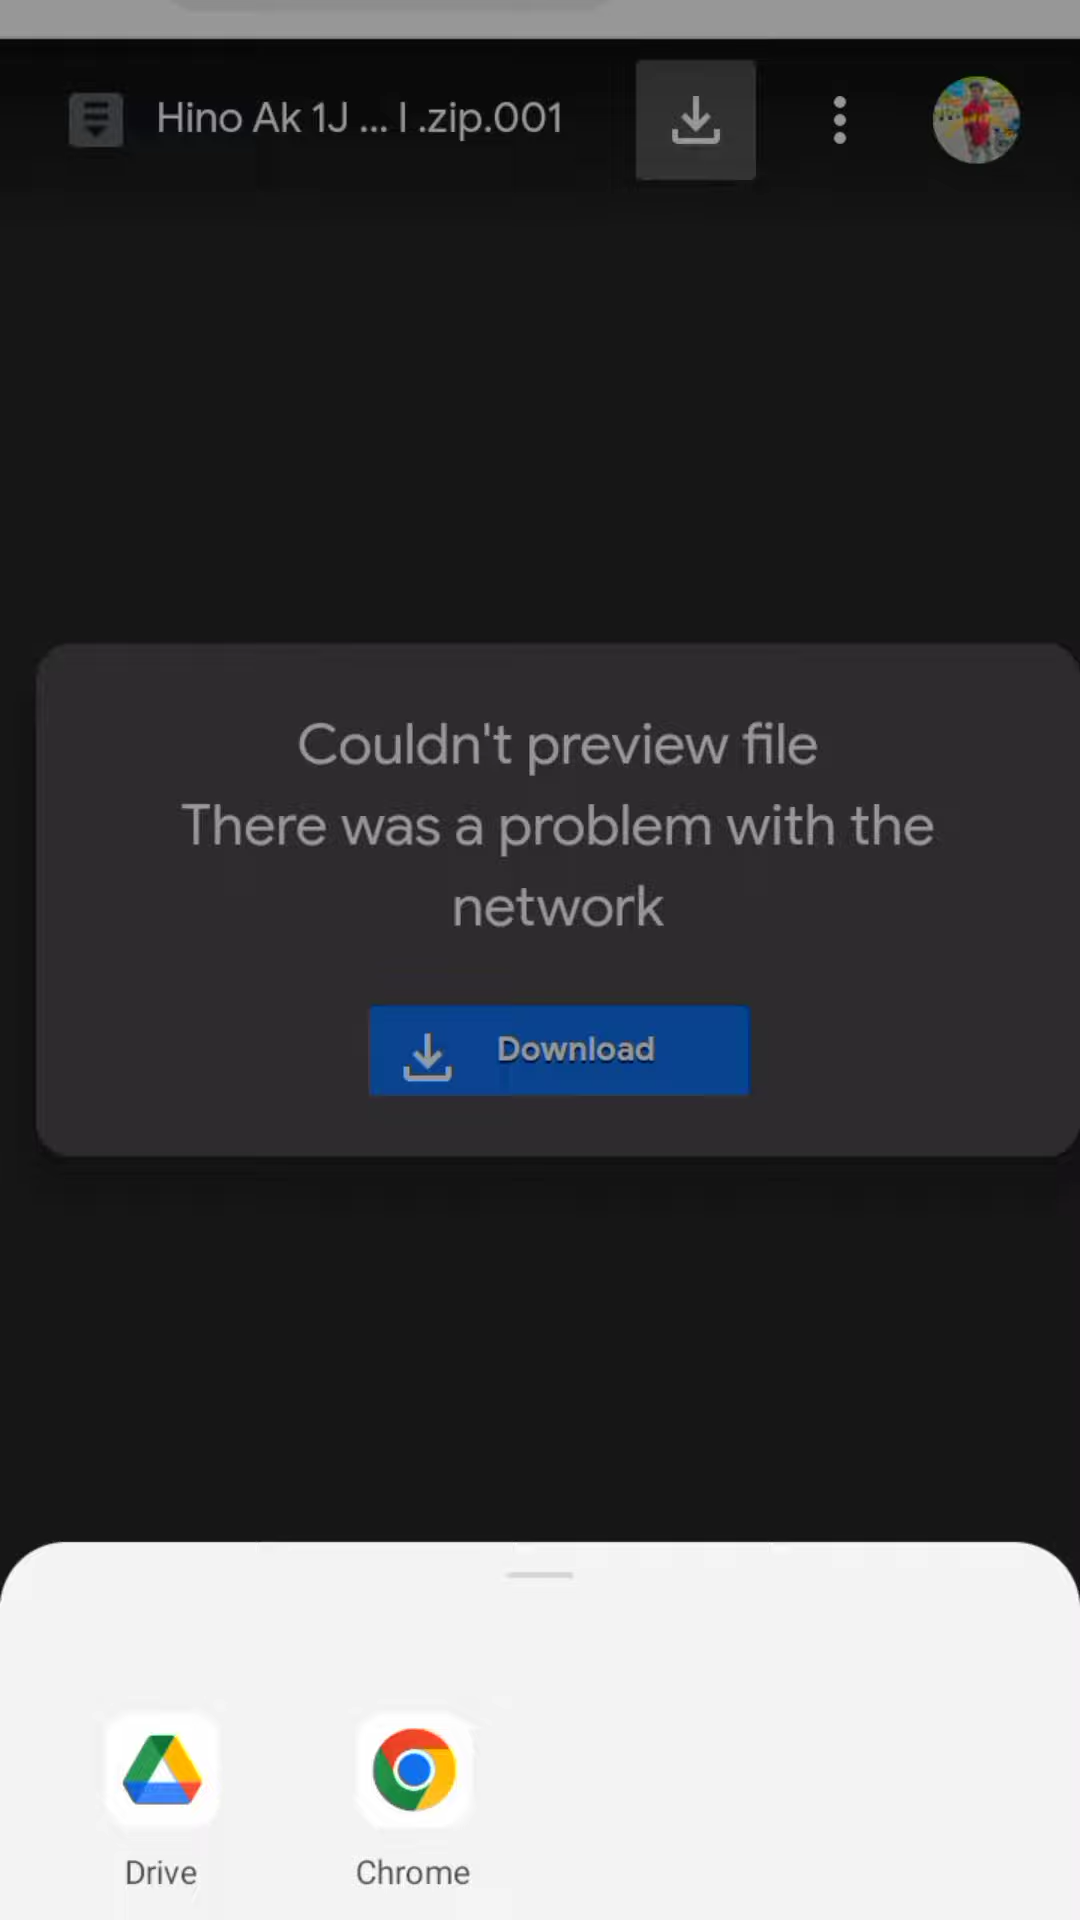 Hino Ak 1J ... I .zip.001
Couldn't preview file
There was a problem with the
network
Download
Drive
Chrome